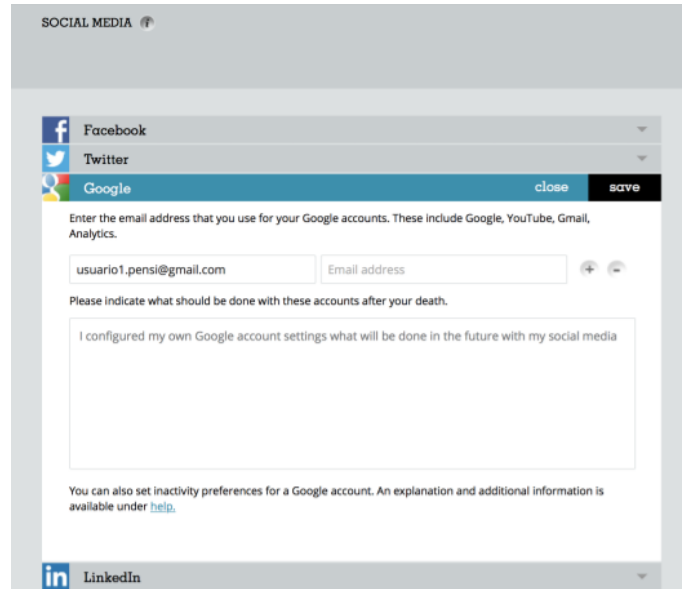 SOCIAL MEDIA
Facebook
Twitter
Google close save
Enter the email address that you use for your Google accounts. These include Google, YouTube, Gmail,
Analytics.
usuario1.pensi@gmail.com Email address + -
Please indicate what should be done with these accounts after your death.
I configured my own Google account settings what will be done in the future with my social media
You can also set inactivity preferences for a Google account. An explanation and additional information is
available under help.
LinkedIn